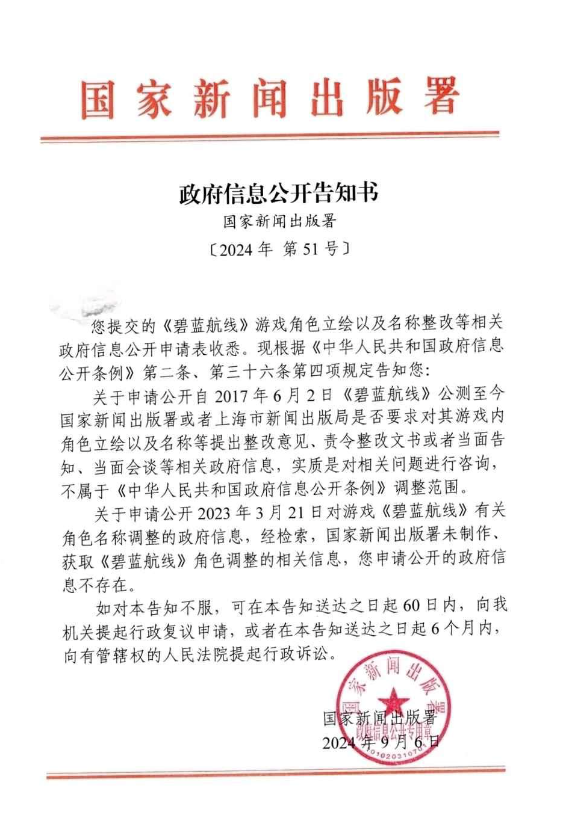 国家新闻出版署
政府信息公开告知书
国家新闻出版署
〔2024 年 第 51 号〕
您提交的《碧蓝航线》游戏角色立绘以及名称整改等相关
政府信息公开申请表收悉。现根据《中华人民共和国政府信息
公开条例》第二条、第三十六条第四项规定告知您：
关于申请公开自 2017 年 6 月 2 日《碧蓝航线》公测至今
国家新闻出版署或者上海市新闻出版局是否要求对其游戏内
角色立绘以及名称等提出整改意见、责令整改文书或者当面告
知、当面会谈等相关政府信息，实质是对相关问题进行咨询，
不属于《中华人民共和国政府信息公开条例》调整范围。
关于申请公开 2023 年 3 月 21 日对游戏《碧蓝航线》有关
角色名称调整的政府信息，经检索，国家新闻出版署未制作、
获取《碧蓝航线》角色调整的相关信息，您申请公开的政府信
息不存在。
如对本告知不服，可在本告知送达之日起 60 日内，向我
机关提起行政复议申请，或者在本告知送达之日起 6 个月内，
向有管辖权的人民法院提起行政诉讼。
国家新闻出版署
2024 年 9 月 6 日
国家新闻出版署
政府信息公开专用章